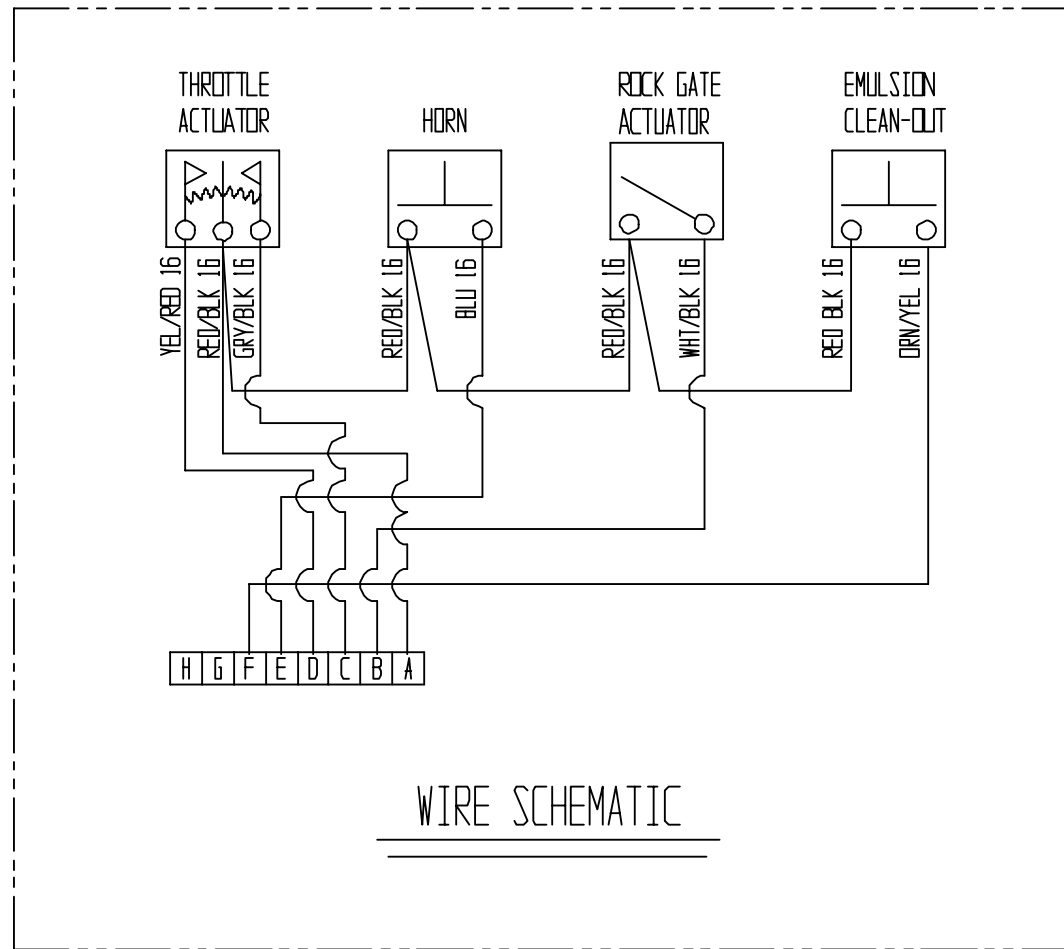 THROTTLE
ACTUATOR
HORN
ROCK GATE
ACTUATOR
EMULSION
CLEAN-OUT
YEL/RED 16
RED/BLK 16
GRY/BLK 16
RED/BLK 16
BLU 16
RED/BLK 16
WHT/BLK 16
RED BLK 16
ORN/YEL 16
H G F E D C B A
WIRE SCHEMATIC